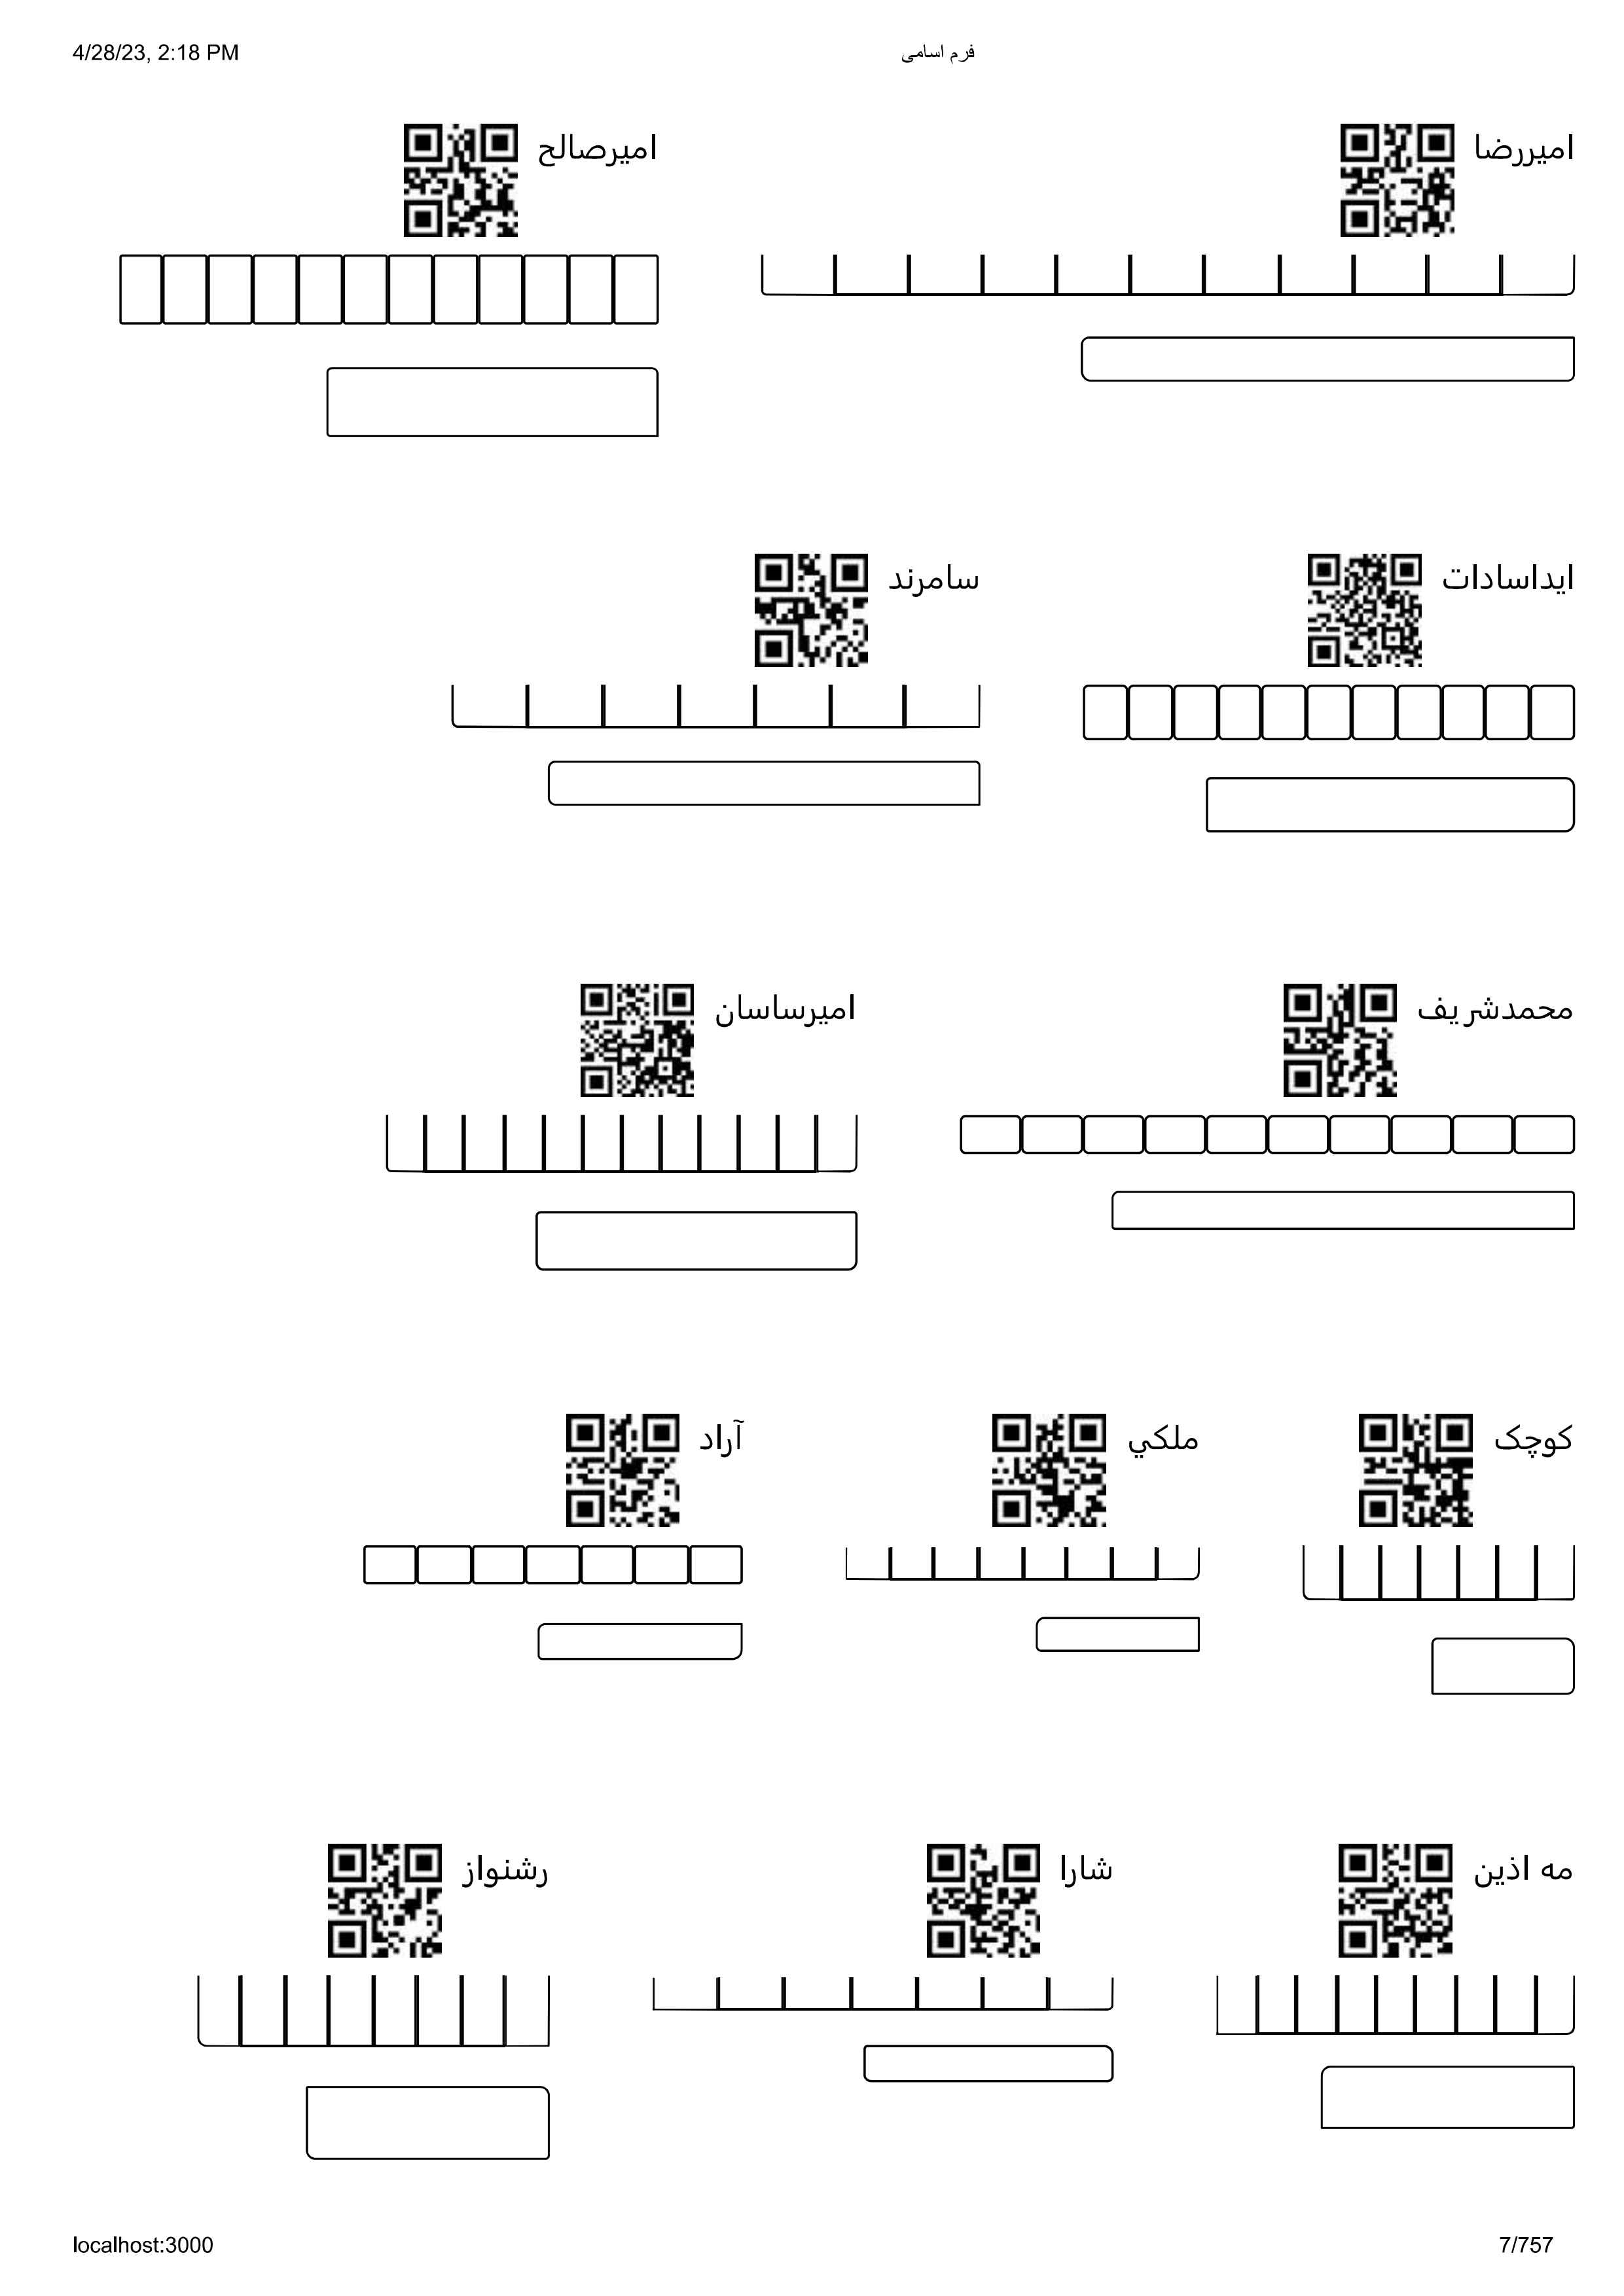 4/28/23, 2:18 PM فرم اسامی
امیررضا امیرصالح
ایداسادات سامرند
محمدشریف امیرساسان
کوچک ملكي آراد
مه اذین شارا رشنواز
localhost:3000 7/757